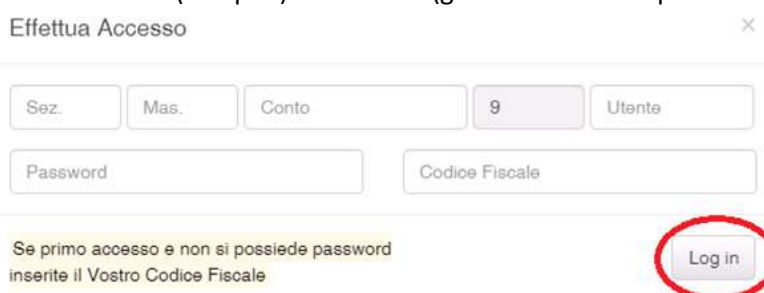 Effettua Accesso ×
Sez. Mas. Conto 9 Utente
Password Codice Fiscale
Se primo accesso e non si possiede password
inserite il Vostro Codice Fiscale
Log in